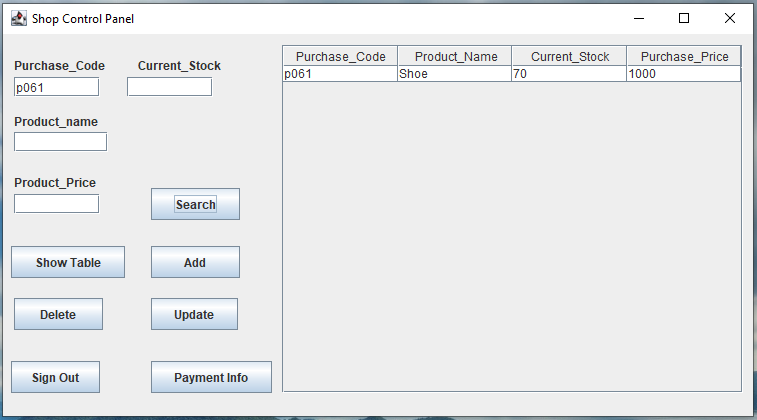 Shop Control Panel
Purchase_Code Current_Stock
p061
Product_name
Product_Price
Search
Show Table Add
Delete Update
Sign Out Payment Info
Purchase_Code Product_Name Current_Stock Purchase_Price
p061 Shoe 70 1000